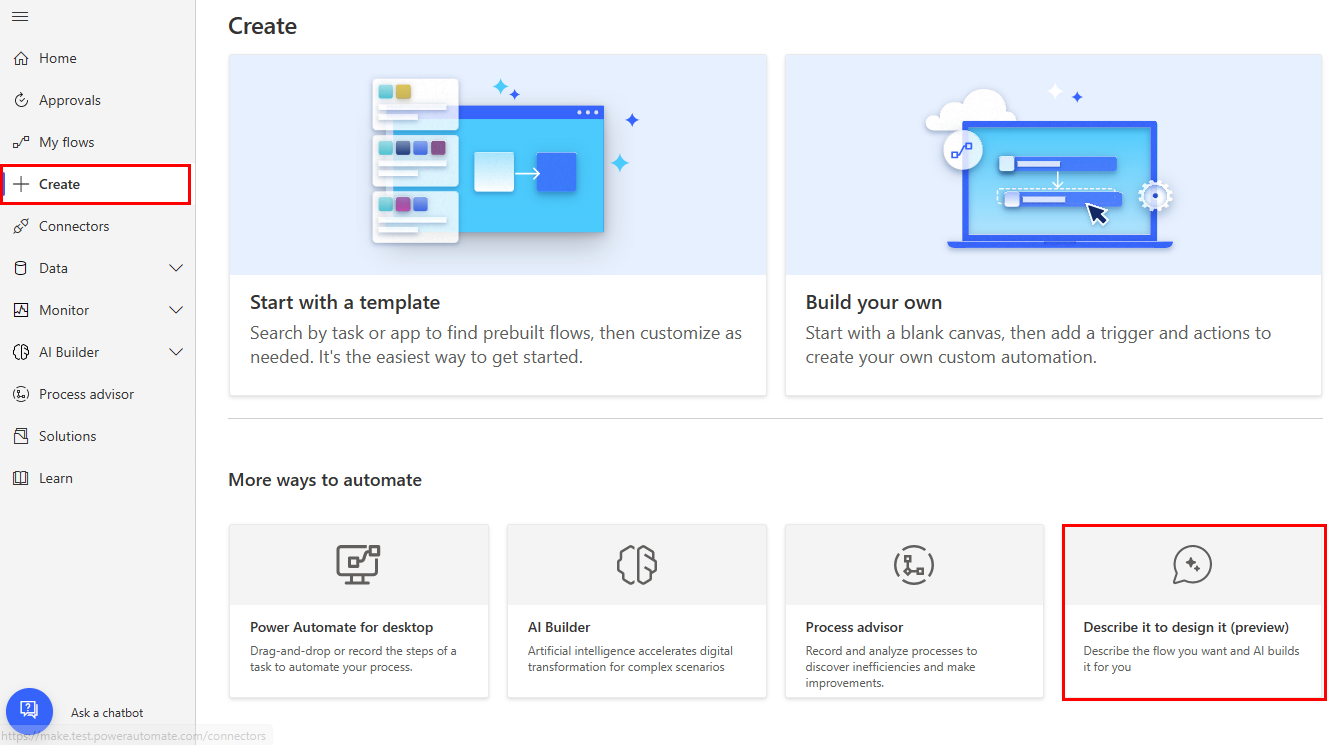 Home
Approvals
My flows
Create
Connectors
Data
Monitor
AI Builder
Process advisor
Solutions
Learn
Ask a chatbot
https://make.test.powerautomate.com/connectors
Create
Start with a template
Search by task or app to find prebuilt flows, then customize as
needed. It's the easiest way to get started.
Build your own
Start with a blank canvas, then add a trigger and actions to
create your own custom automation.
More ways to automate
Power Automate for desktop
Drag-and-drop or record the steps of a
task to automate your process.
AI Builder
Artificial intelligence accelerates digital
transformation for complex scenarios
Process advisor
Record and analyze processes to
discover inefficiencies and make
improvements.
Describe it to design it (preview)
Describe the flow you want and AI builds
it for you